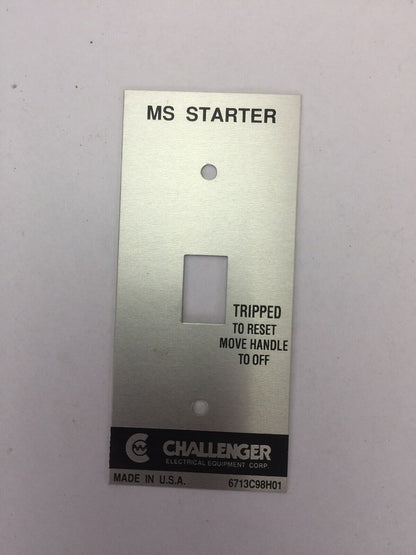 MS STARTER
TRIPPED
TO RESET
MOVE HANDLE
TO OFF
CHALLENGER
ELECTRICAL EQUIPMENT CORP.
MADE IN U.S.A. 6713C98H01